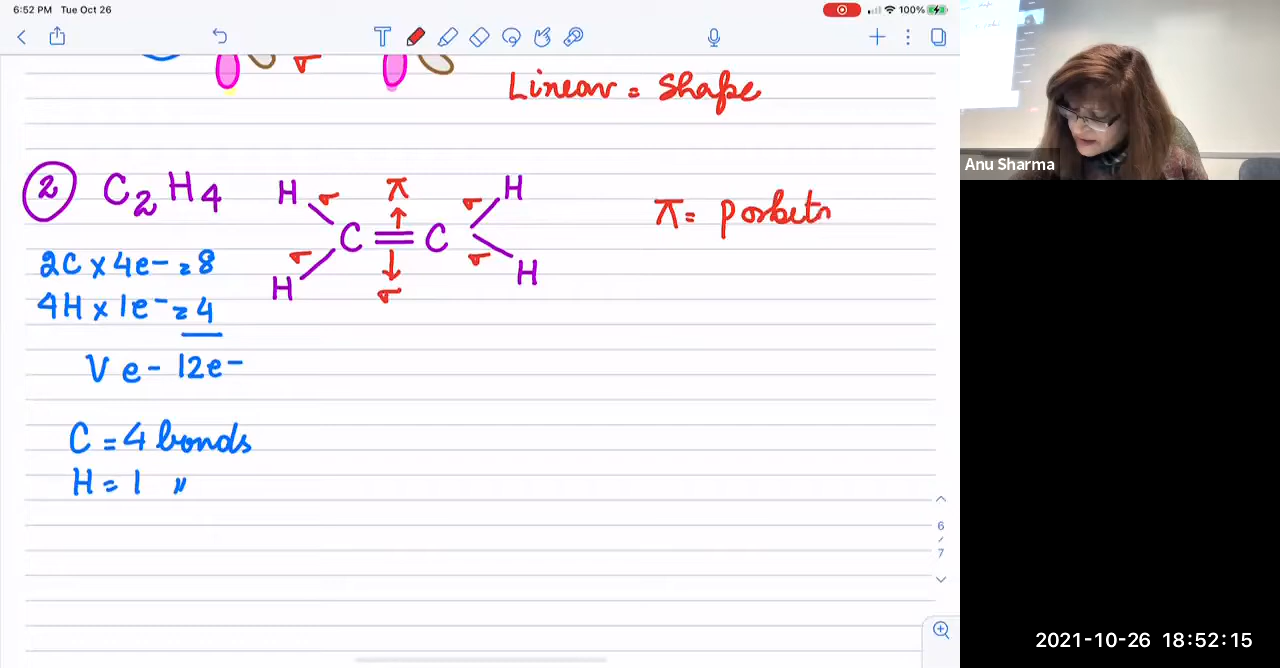 6:52 PM Tue Oct 26
100%
Linear = Shape
Anu Sharma
2 C2H4
H σ π σ H
C = C
σ σ
H σ H
π = porbita
2C x 4e- = 8
4H x 1e- = 4
V e- 12e-
C = 4 bonds
H = 1 "
6
7
2021-10-26 18:52:15